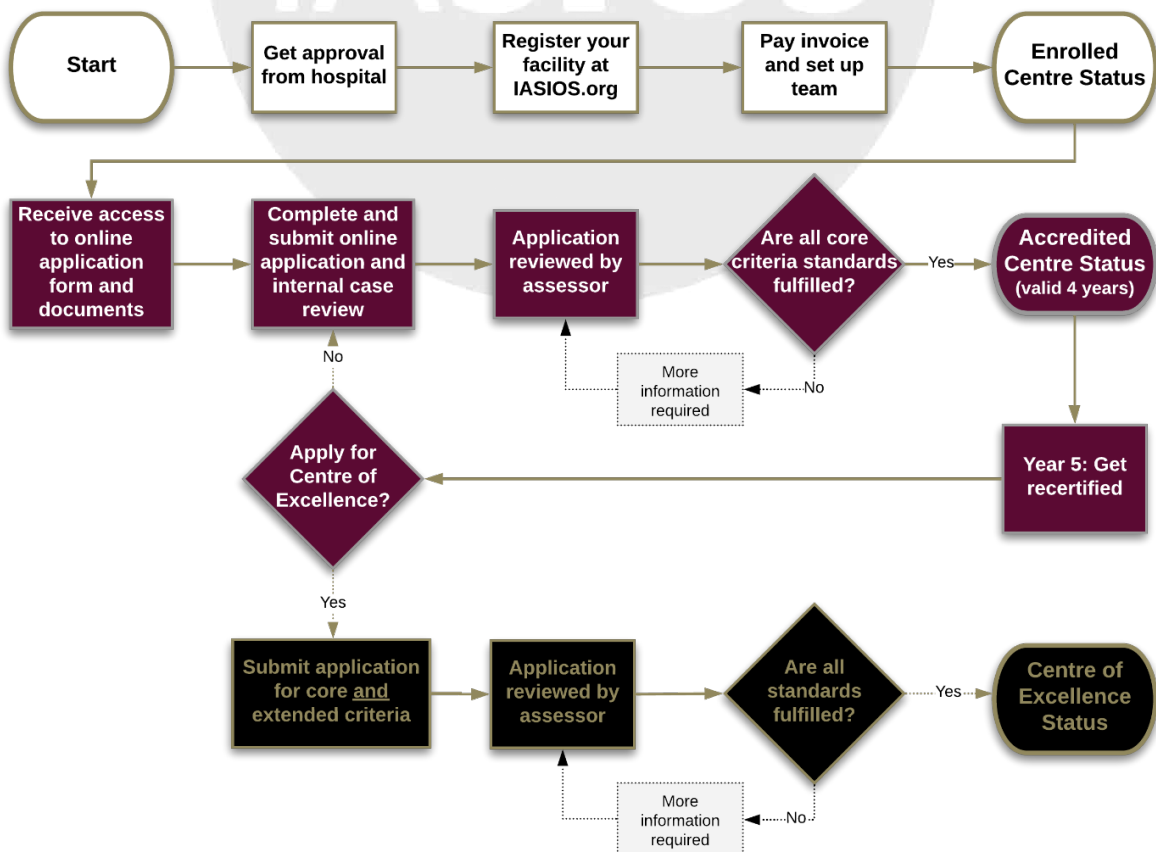 IASIOS
Start
Get approval
from hospital
Register your
facility at
IASIOS.org
Pay invoice
and set up
team
Enrolled
Centre Status
Receive access
to online
application
form and
documents
Complete and
submit online
application and
internal case
review
Application
reviewed by
assessor
Are all core
criteria standards
fulfilled?
Yes
Accredited
Centre Status
(valid 4 years)
No
More
information
required
No
Apply for
Centre of
Excellence?
Year 5: Get
recertified
Yes
Submit application
for core and
extended criteria
Application
reviewed by
assessor
Are all
standards
fulfilled?
Yes
Centre of
Excellence
Status
More
information
required
No